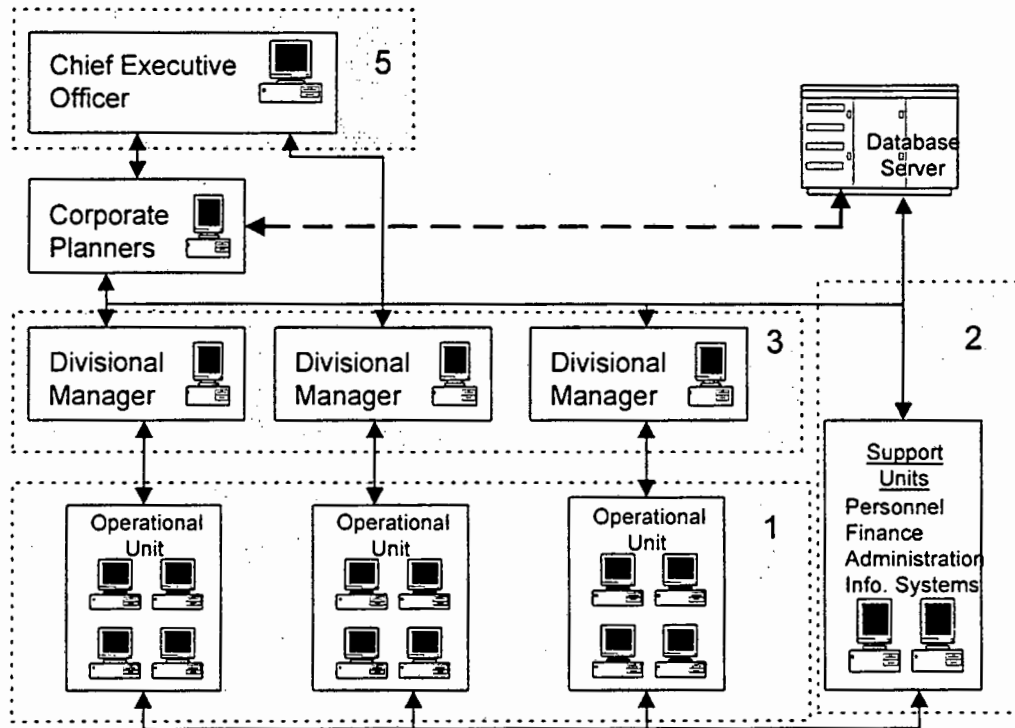 Chief Executive
Officer
5
Database
Server
Corporate
Planners
Divisional
Manager
Divisional
Manager
Divisional
Manager
3
2
Operational
Unit
Operational
Unit
Operational
Unit
1
Support
Units
Personnel
Finance
Administration
Info. Systems